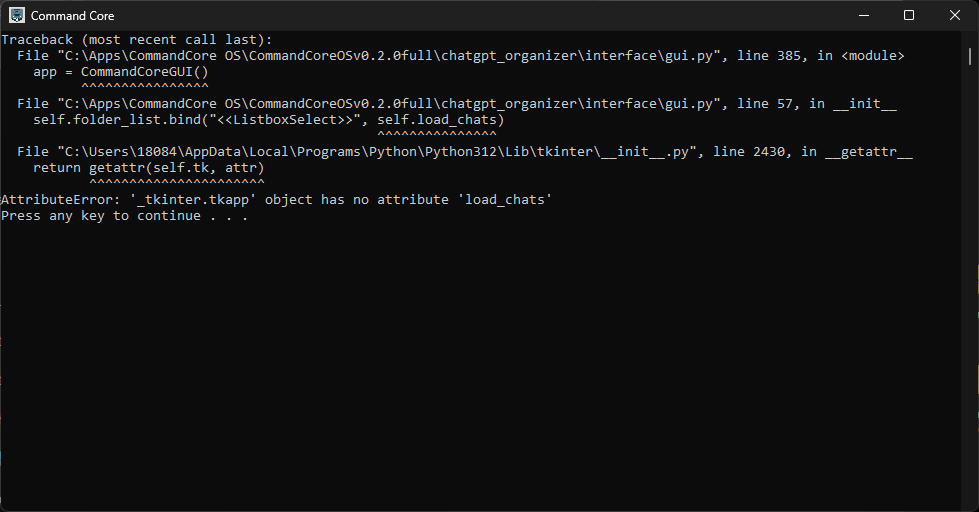 Command Core
Traceback (most recent call last):
  File "C:\Apps\CommandCore OS\CommandCoreOSv0.2.0full\chatgpt_organizer\interface\gui.py", line 385, in <module>
    app = CommandCoreGUI()
          ^^^^^^^^^^^^^^^^
  File "C:\Apps\CommandCore OS\CommandCoreOSv0.2.0full\chatgpt_organizer\interface\gui.py", line 57, in __init__
    self.folder_list.bind("<<ListboxSelect>>", self.load_chats)
                                               ^^^^^^^^^^^^^^^
  File "C:\Users\18084\AppData\Local\Programs\Python\Python312\Lib\tkinter\__init__.py", line 2430, in __getattr__
    return getattr(self.tk, attr)
           ^^^^^^^^^^^^^^^^^^^^^^
AttributeError: '_tkinter.tkapp' object has no attribute 'load_chats'
Press any key to continue . . .